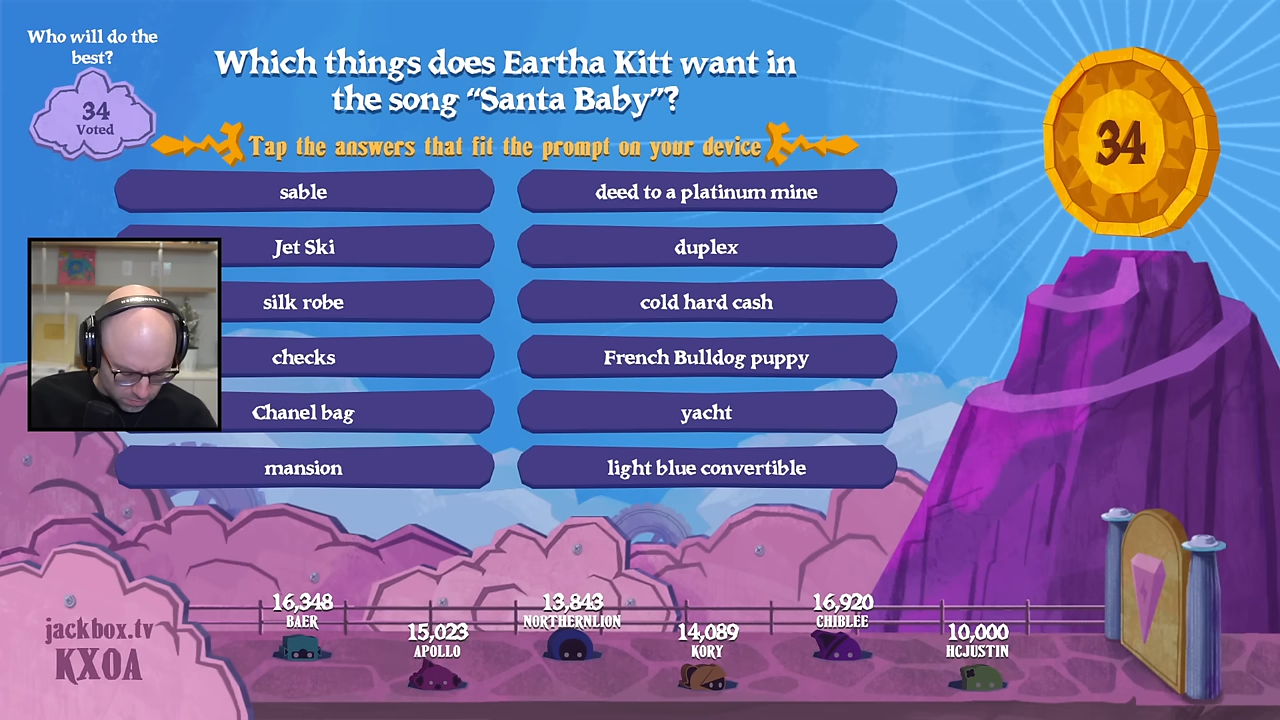 Who will do the
best?
34
Voted
Which things does Eartha Kitt want in
the song “Santa Baby”?
Tap the answers that fit the prompt on your device
34
sable
deed to a platinum mine
Jet Ski
duplex
silk robe
cold hard cash
checks
French Bulldog puppy
Chanel bag
yacht
mansion
light blue convertible
16,348
BAER
15,023
APOLLO
13,843
NORTHERNLION
14,089
KORY
16,920
CHIBLEE
10,000
HCJUSTIN
jackbox.tv
KXOA